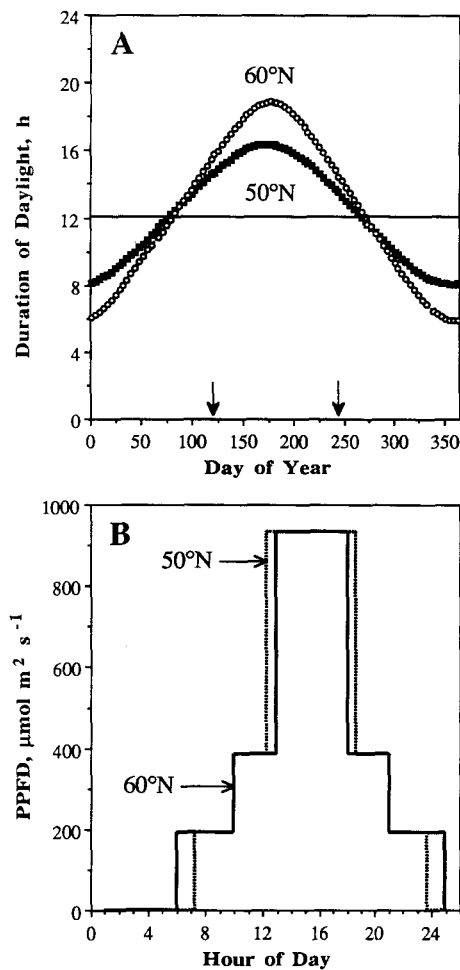 A
24
20
16
12
8
4
0
Duration of Daylight, h
60°N
50°N
0 50 100 150 200 250 300 350
Day of Year
B
1000
800
600
400
200
0
PPFD, µmol m² s⁻¹
50°N
60°N
0 4 8 12 16 20 24
Hour of Day